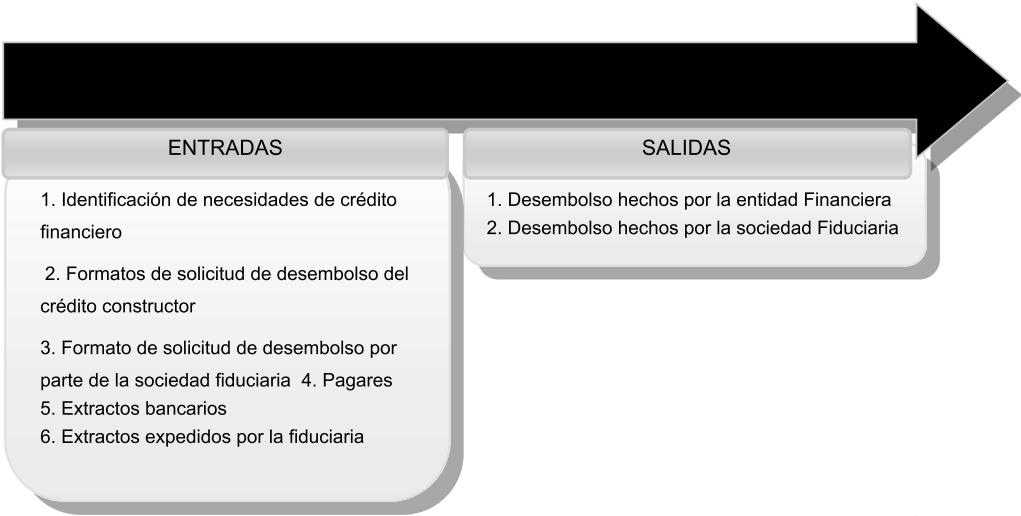 ENTRADAS
1. Identificación de necesidades de crédito
financiero
2. Formatos de solicitud de desembolso del
crédito constructor
3. Formato de solicitud de desembolso por
parte de la sociedad fiduciaria  4. Pagares
5. Extractos bancarios
6. Extractos expedidos por la fiduciaria
SALIDAS
1. Desembolso hechos por la entidad Financiera
2. Desembolso hechos por la sociedad Fiduciaria